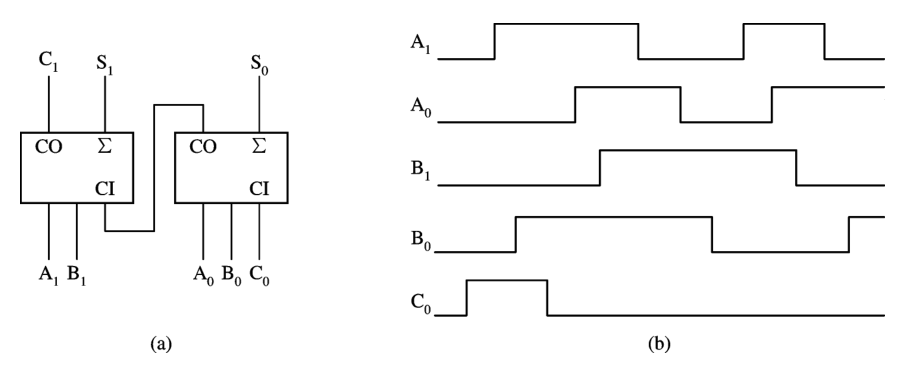 C₁ S₁ S₀
CO Σ CO Σ
CI CI
A₁ B₁ A₀ B₀ C₀
(a)
A₁
A₀
B₁
B₀
C₀
(b)